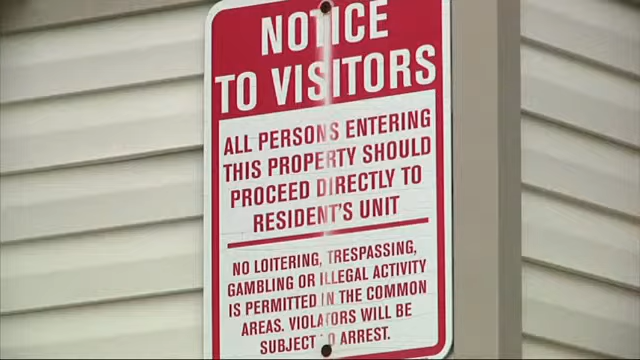 NOTICE
TO VISITORS
ALL PERSONS ENTERING
THIS PROPERTY SHOULD
PROCEED DIRECTLY TO
RESIDENT'S UNIT
NO LOITERING, TRESPASSING,
GAMBLING OR ILLEGAL ACTIVITY
IS PERMITTED IN THE COMMON
AREAS. VIOLATORS WILL BE
SUBJECT TO ARREST.